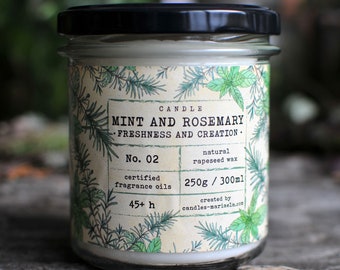 CANDLE
MINT AND ROSEMARY
• FRESHNESS AND CREATION •
No. 02
natural
rapeseed wax
certified
fragrance oils
250g / 300ml
45+ h
created by
candles-marisela.com